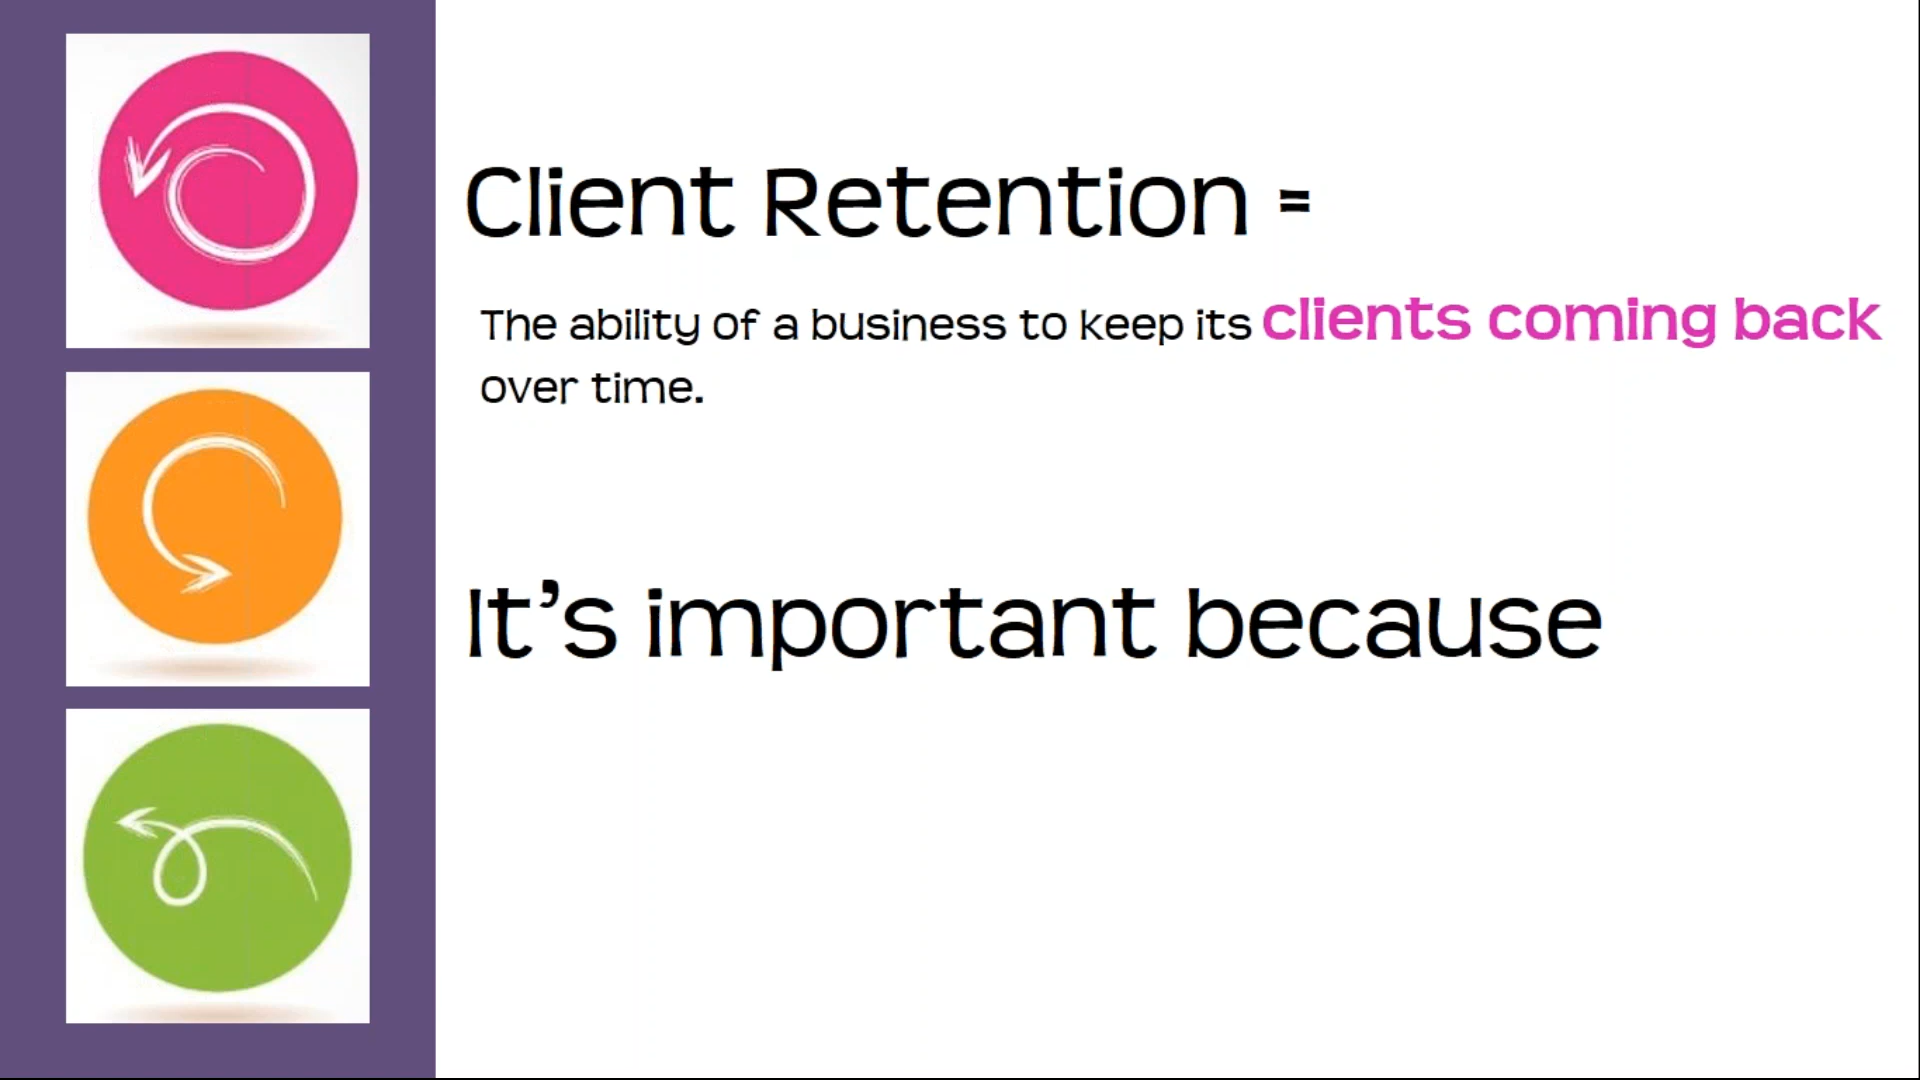 Client Retention =
The ability of a business to keep its clients coming back
over time.
It’s important because